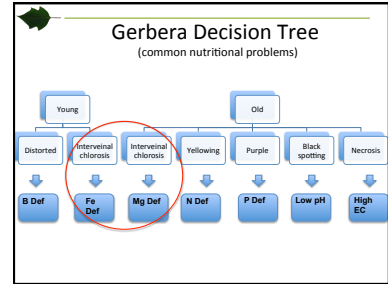 Gerbera Decision Tree
(common nutritional problems)
Young
Old
Distorted
Interveinal
chlorosis
Interveinal
chlorosis
Yellowing
Purple
Black
spotting
Necrosis
B Def
Fe
Def
Mg Def
N Def
P Def
Low pH
High
EC